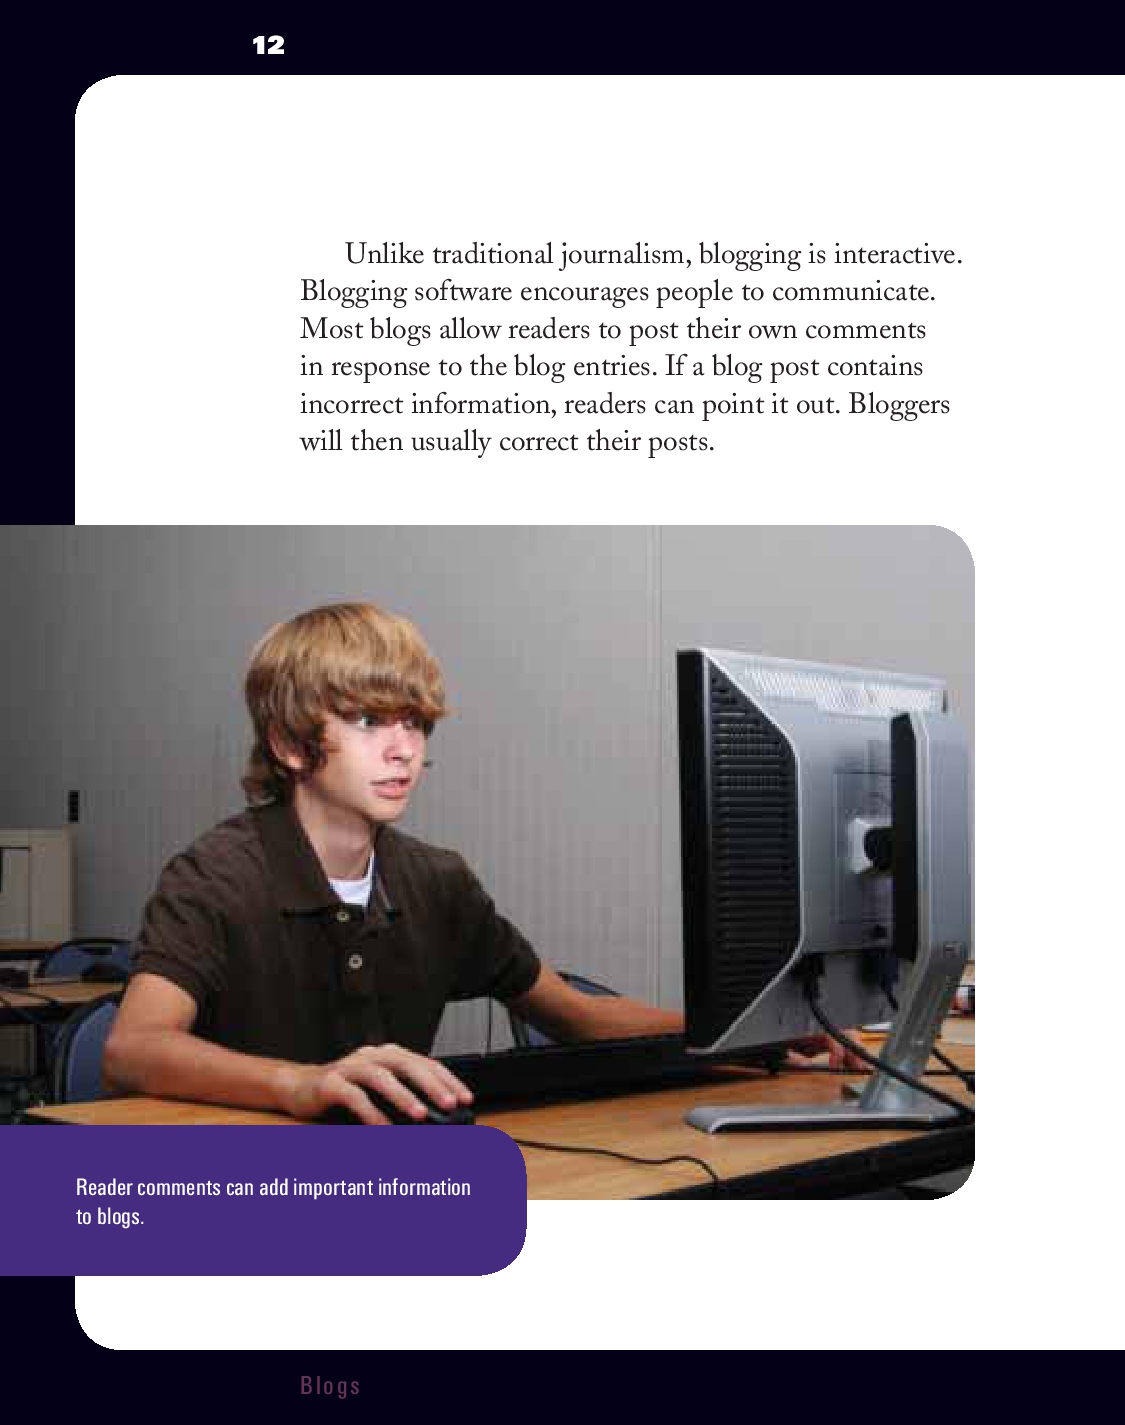 12
Unlike traditional journalism, blogging is interactive.
Blogging software encourages people to communicate.
Most blogs allow readers to post their own comments
in response to the blog entries. If a blog post contains
incorrect information, readers can point it out. Bloggers
will then usually correct their posts.
Reader comments can add important information
to blogs.
Blogs